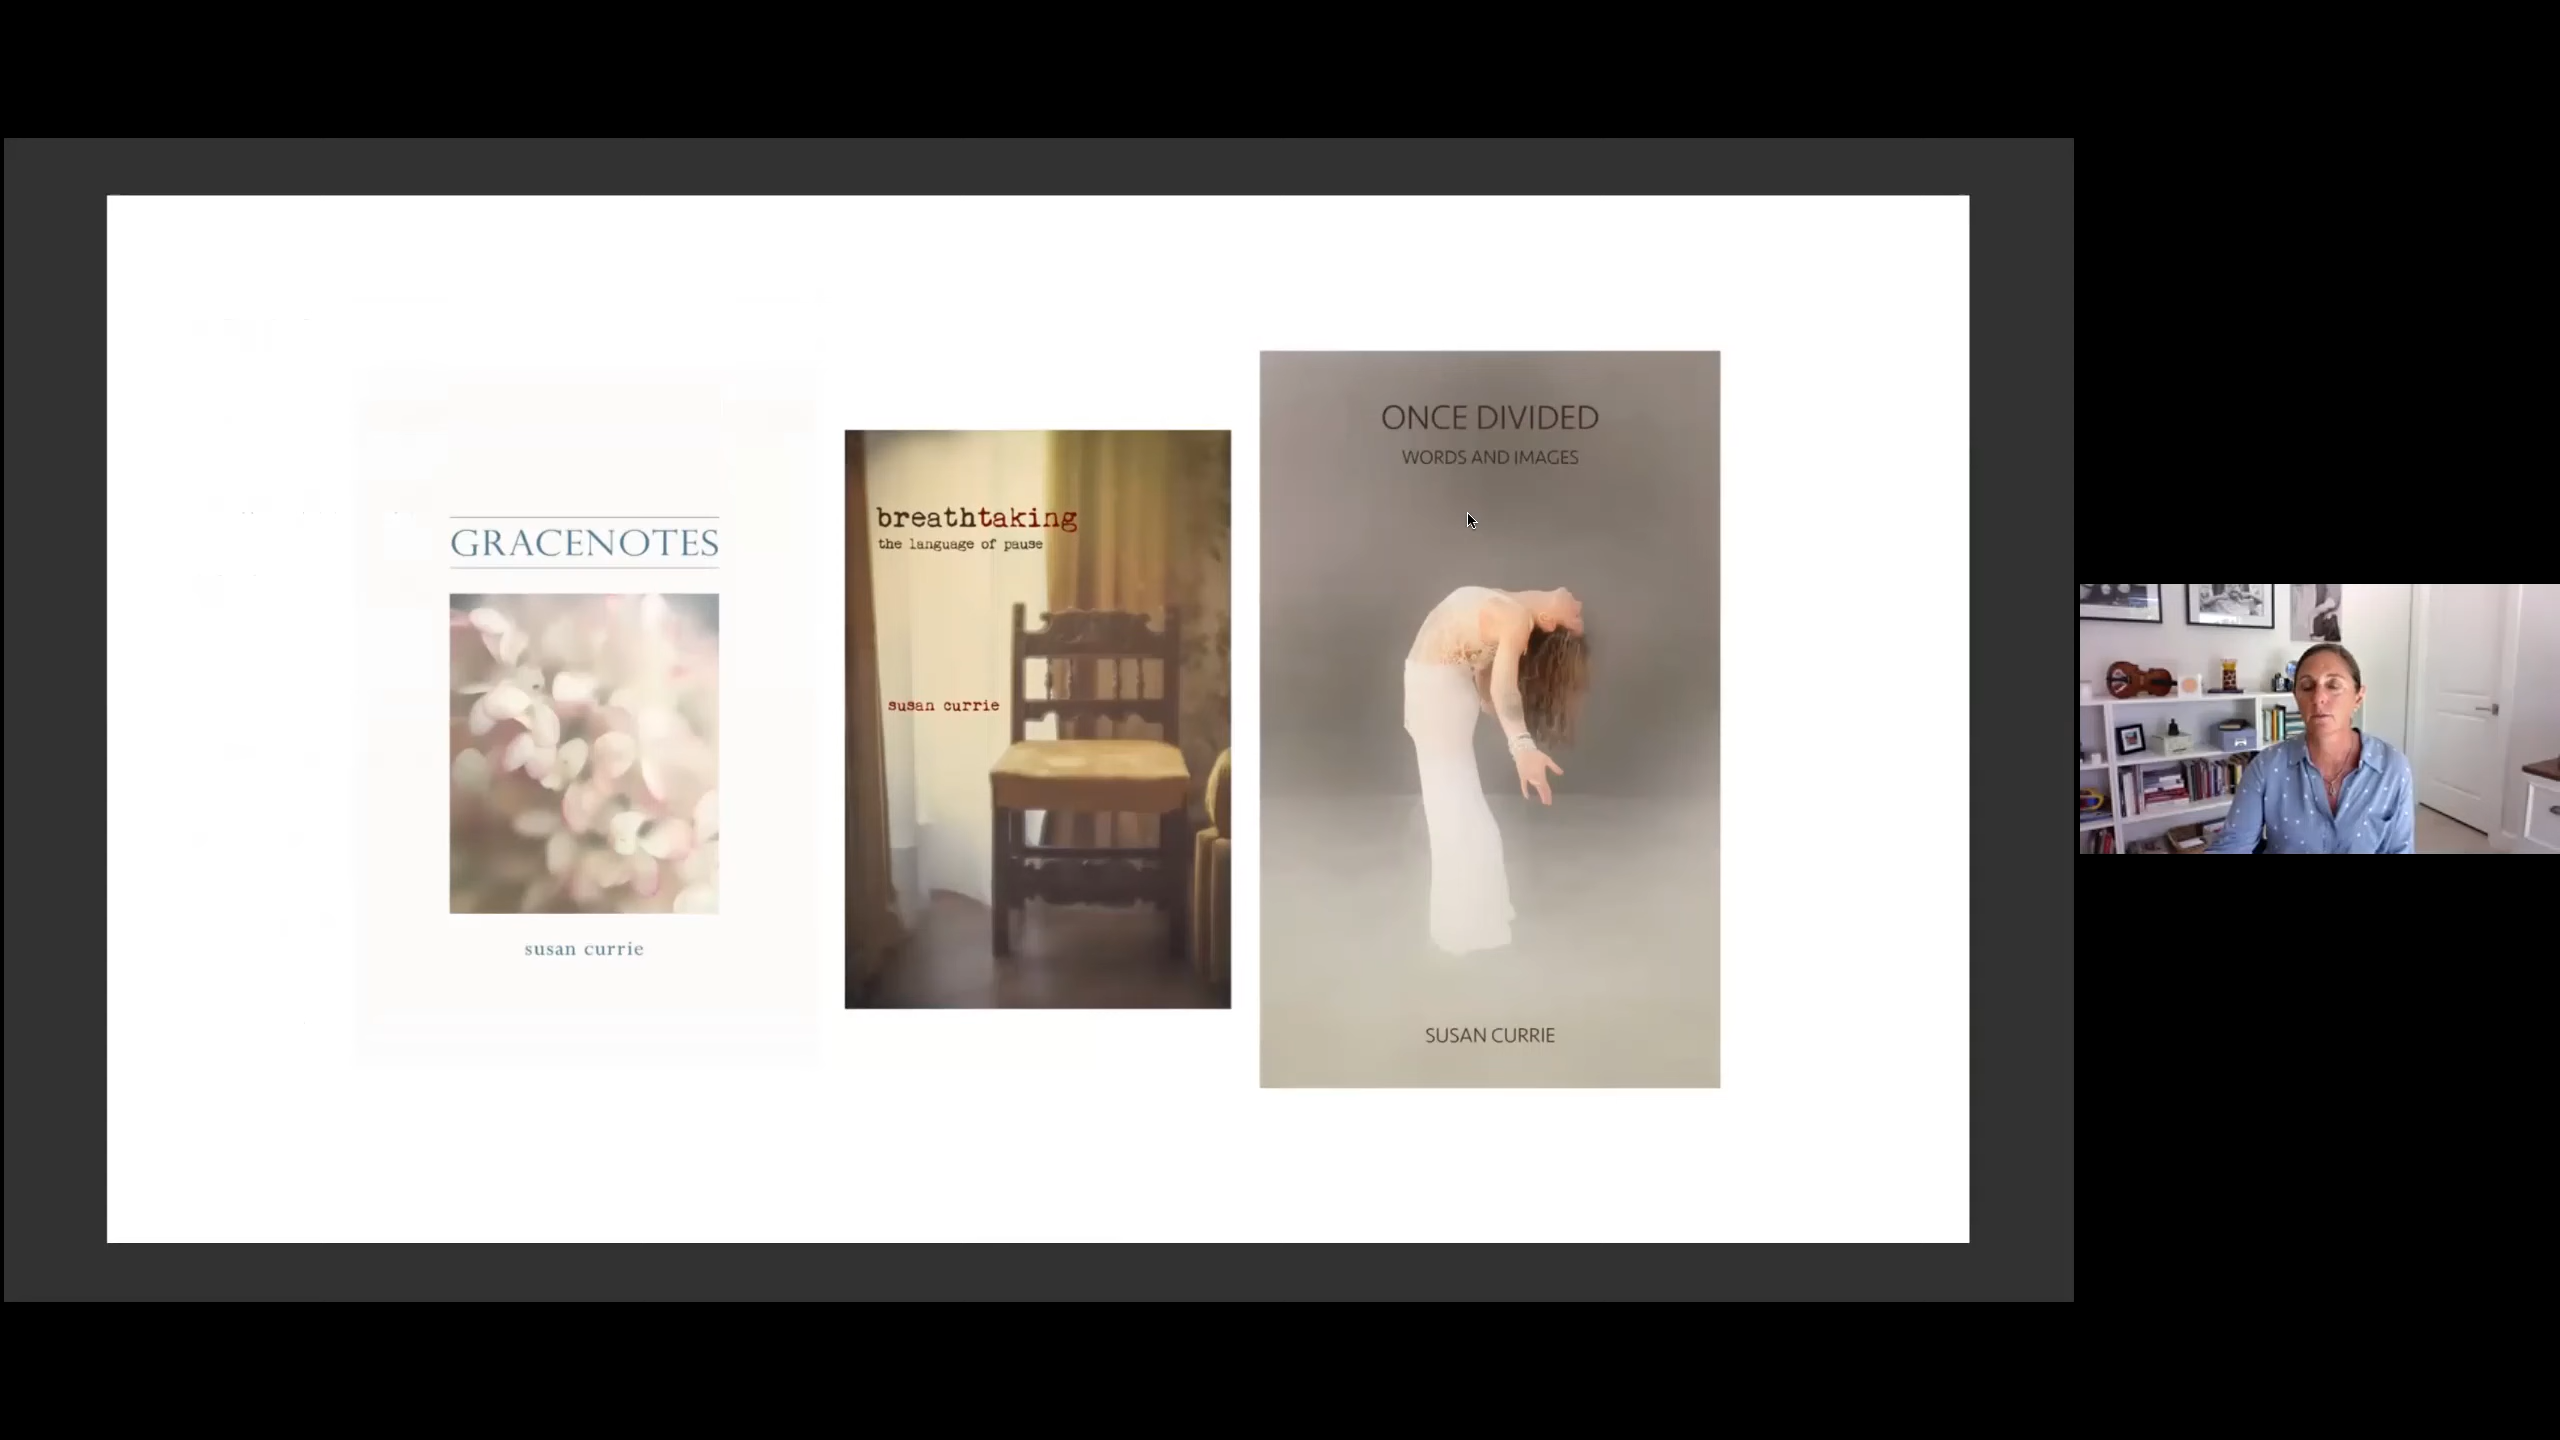 GRACENOTES
susan currie
breathtaking
the language of pause
susan currie
ONCE DIVIDED
WORDS AND IMAGES
SUSAN CURRIE